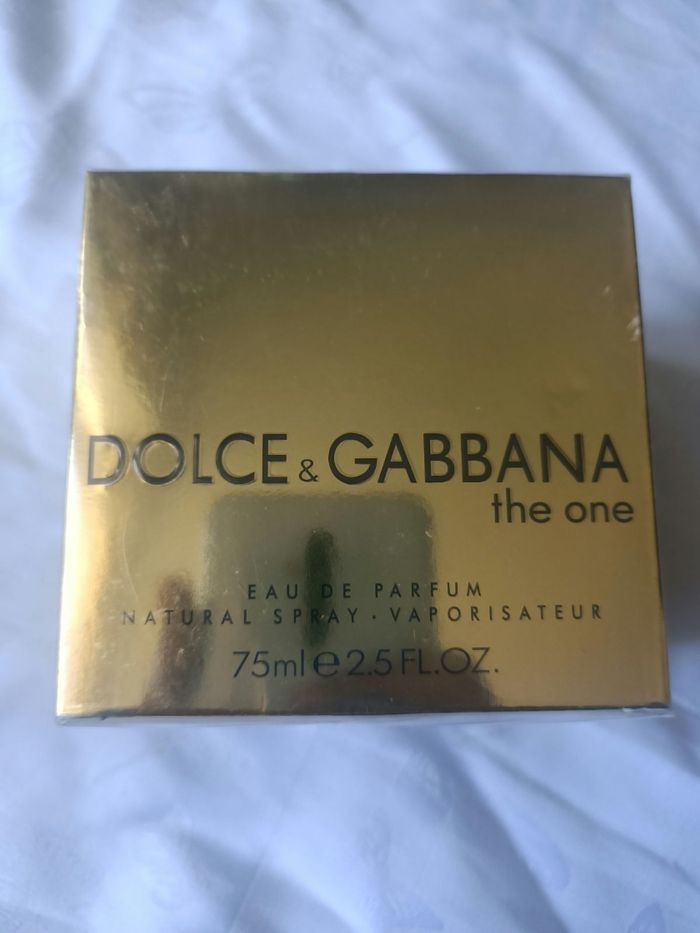 DOLCE & GABBANA
the one
EAU DE PARFUM
NATURAL SPRAY · VAPORISATEUR
75ml e 2.5 FL.OZ.